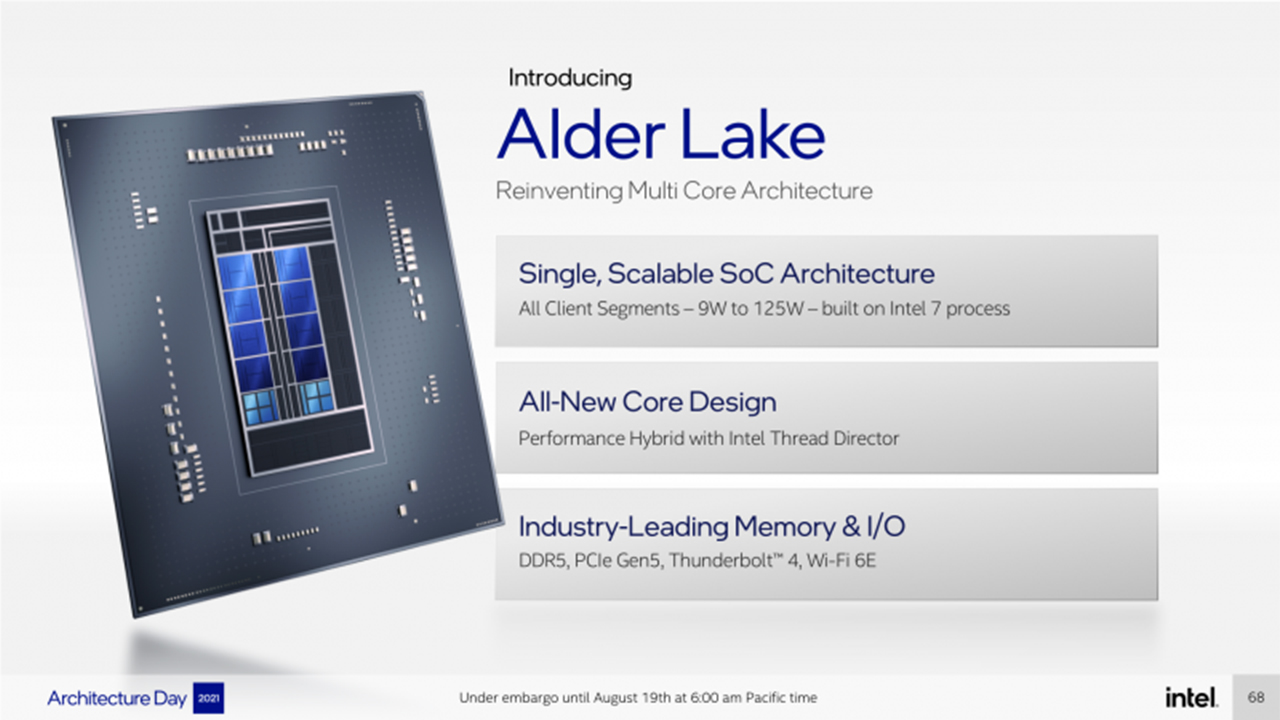 Introducing
Alder Lake
Reinventing Multi Core Architecture
Single, Scalable SoC Architecture
All Client Segments – 9W to 125W – built on Intel 7 process
All-New Core Design
Performance Hybrid with Intel Thread Director
Industry-Leading Memory & I/O
DDR5, PCIe Gen5, Thunderbolt™ 4, Wi-Fi 6E
Architecture Day 2021
Under embargo until August 19th at 6:00 am Pacific time
intel.
68